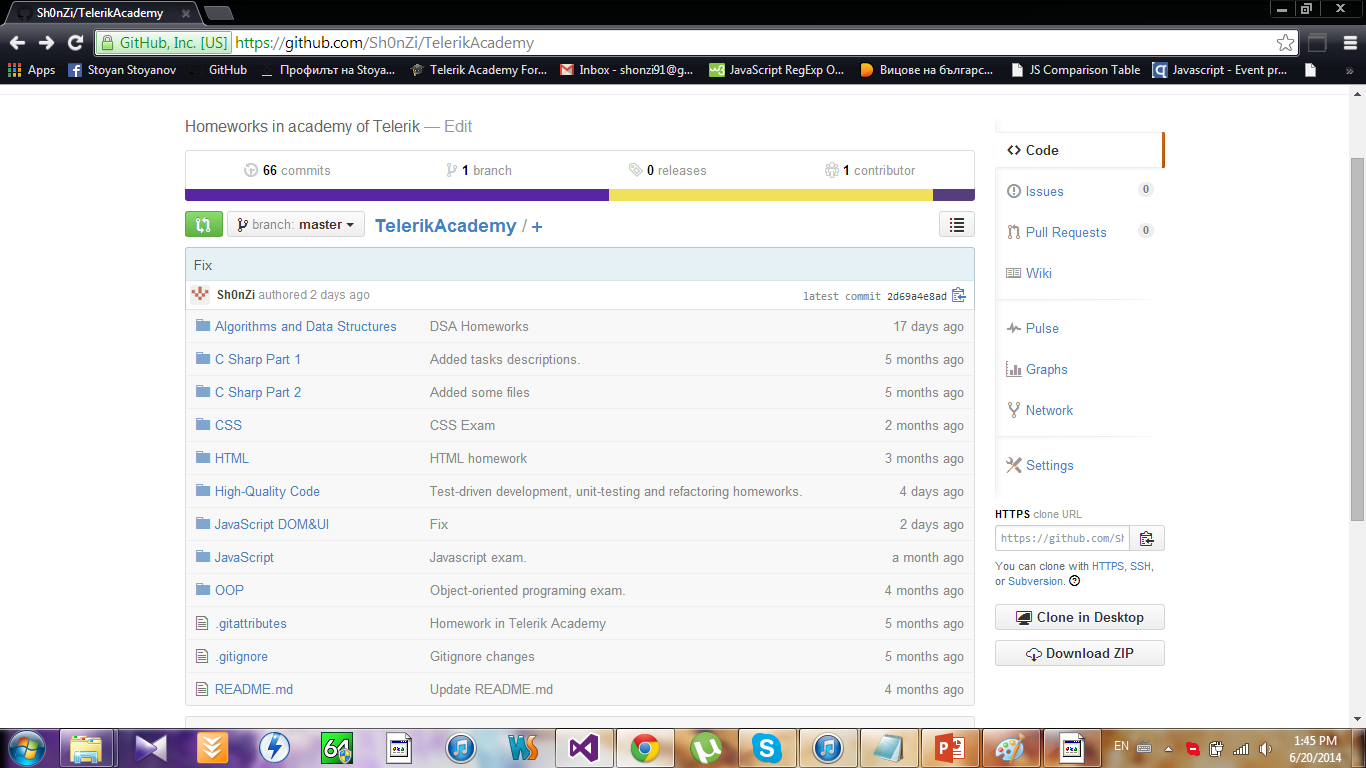 Sh0nZi/TelerikAcademy
GitHub, Inc. [US] https://github.com/Sh0nZi/TelerikAcademy
Apps Stoyan Stoyanov GitHub Профилът на Stoya... Telerik Academy For... Inbox - shonzi91@g... JavaScript RegExp O... Вицове на българс... JS Comparison Table Javascript - Event pr... »
Homeworks in academy of Telerik — Edit
66 commits 1 branch 0 releases 1 contributor
branch: master TelerikAcademy / +
Fix
Sh0nZi authored 2 days ago latest commit 2d69a4e8ad
Algorithms and Data Structures DSA Homeworks 17 days ago
C Sharp Part 1 Added tasks descriptions. 5 months ago
C Sharp Part 2 Added some files 5 months ago
CSS CSS Exam 2 months ago
HTML HTML homework 3 months ago
High-Quality Code Test-driven development, unit-testing and refactoring homeworks. 4 days ago
JavaScript DOM&UI Fix 2 days ago
JavaScript Javascript exam. a month ago
OOP Object-oriented programing exam. 4 months ago
.gitattributes Homework in Telerik Academy 5 months ago
.gitignore Gitignore changes 5 months ago
README.md Update README.md 4 months ago
Code
Issues 0
Pull Requests 0
Wiki
Pulse
Graphs
Network
Settings
HTTPS clone URL
https://github.com/Sh
You can clone with HTTPS, SSH,
or Subversion.
Clone in Desktop
Download ZIP
64
EN
1:45 PM
6/20/2014